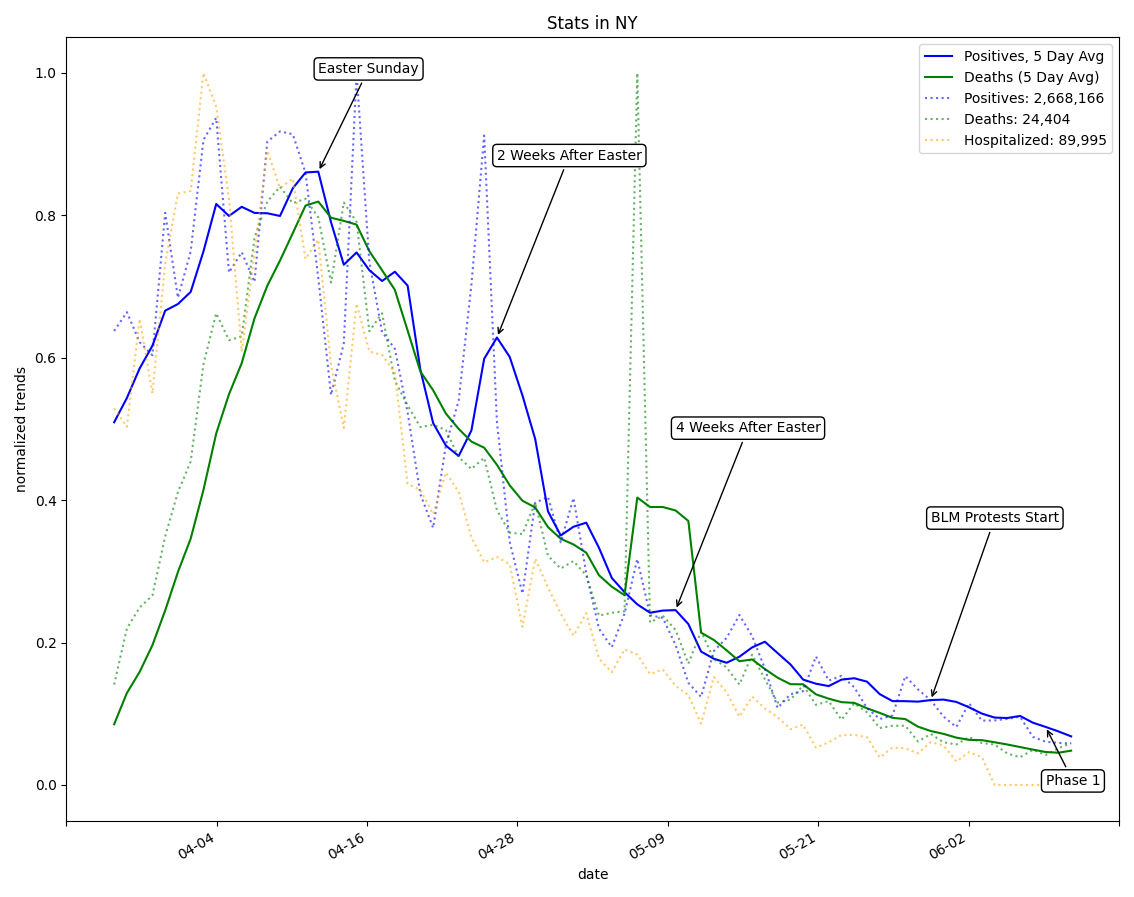 Stats in NY
Positives, 5 Day Avg
Deaths (5 Day Avg)
Positives: 2,668,166
Deaths: 24,404
Hospitalized: 89,995
Easter Sunday
2 Weeks After Easter
4 Weeks After Easter
BLM Protests Start
Phase 1
normalized trends
1.0
0.8
0.6
0.4
0.2
0.0
04-04
04-16
04-28
05-09
05-21
06-02
date